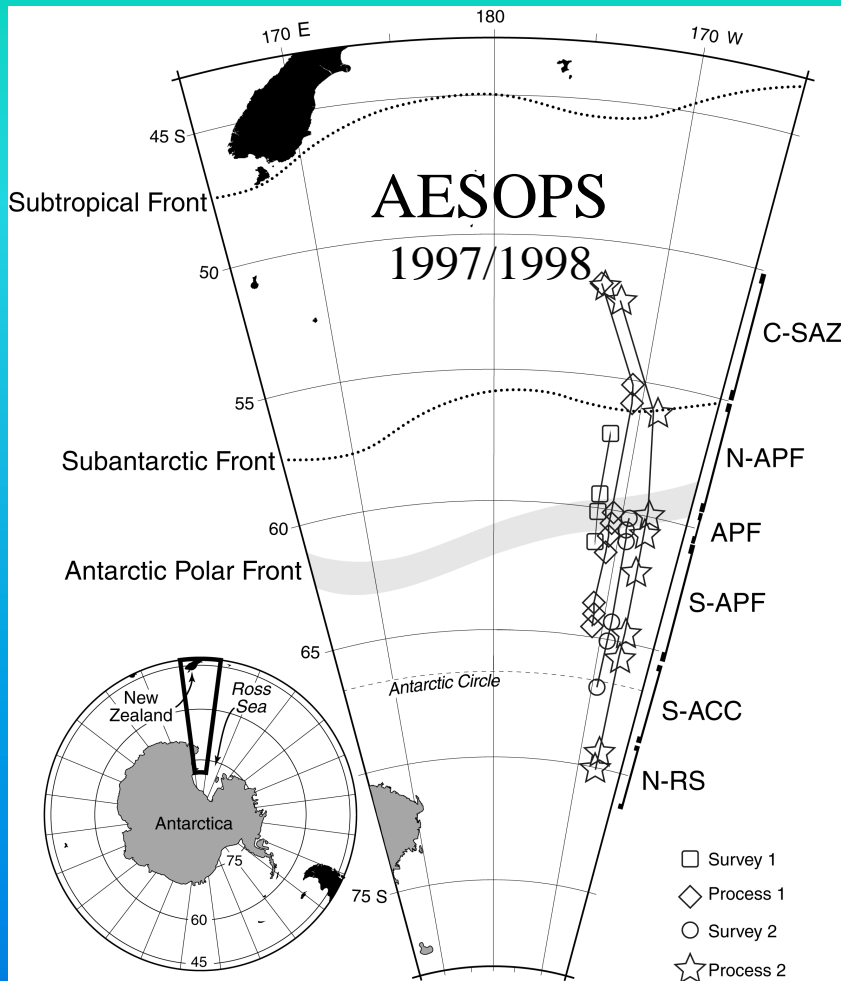 170 E
180
170 W
45 S
Subtropical Front
AESOPS
1997/1998
50
C-SAZ
55
Subantarctic Front
N-APF
60
APF
Antarctic Polar Front
S-APF
65
Antarctic Circle
New
Zealand
Ross
Sea
S-ACC
N-RS
Antarctica
75
60
45
75 S
Survey 1
Process 1
Survey 2
Process 2